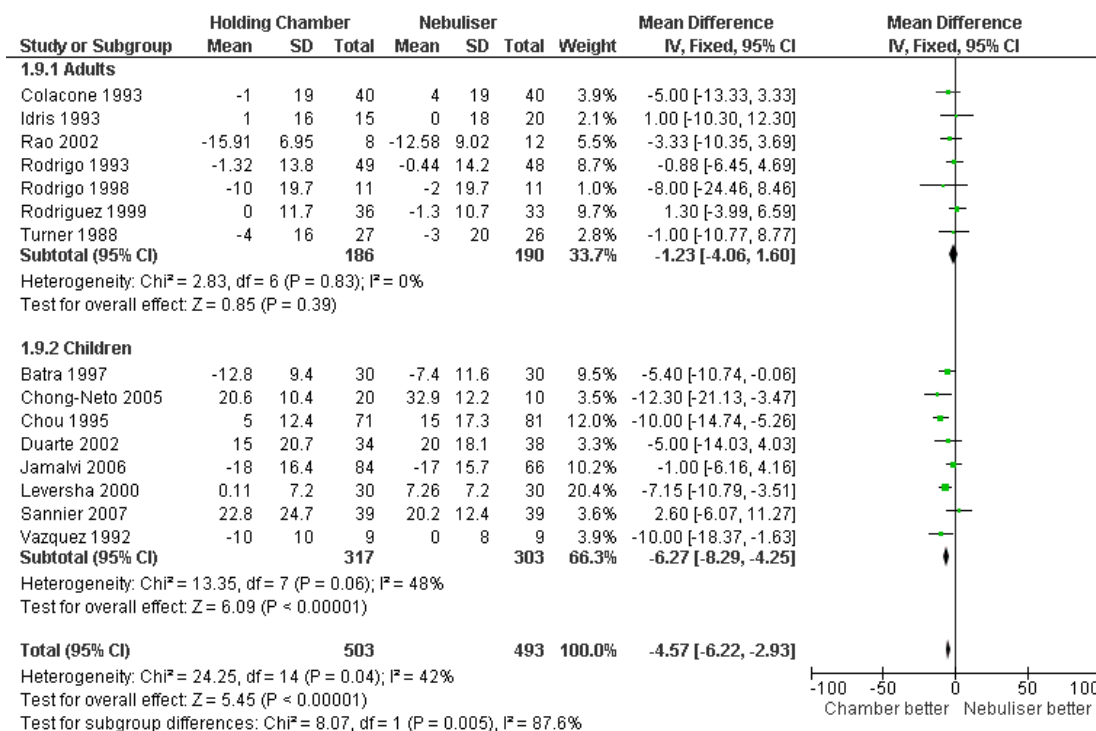 Holding Chamber Nebuliser Mean Difference Mean Difference
Study or Subgroup Mean SD Total Mean SD Total Weight IV, Fixed, 95% CI IV, Fixed, 95% CI
1.9.1 Adults
Colacone 1993 -1 19 40 4 19 40 3.9% -5.00 [-13.33, 3.33]
Idris 1993 1 16 15 0 18 20 2.1% 1.00 [-10.30, 12.30]
Rao 2002 -15.91 6.95 8 -12.58 9.02 12 5.5% -3.33 [-10.35, 3.69]
Rodrigo 1993 -1.32 13.8 49 -0.44 14.2 48 8.7% -0.88 [-6.45, 4.69]
Rodrigo 1998 -10 19.7 11 -2 19.7 11 1.0% -8.00 [-24.46, 8.46]
Rodriguez 1999 0 11.7 36 -1.3 10.7 33 9.7% 1.30 [-3.99, 6.59]
Turner 1988 -4 16 27 -3 20 26 2.8% -1.00 [-10.77, 8.77]
Subtotal (95% CI) 186 190 33.7% -1.23 [-4.06, 1.60]
Heterogeneity: Chi² = 2.83, df = 6 (P = 0.83); I² = 0%
Test for overall effect: Z = 0.85 (P = 0.39)
1.9.2 Children
Batra 1997 -12.8 9.4 30 -7.4 11.6 30 9.5% -5.40 [-10.74, -0.06]
Chong-Neto 2005 20.6 10.4 20 32.9 12.2 10 3.5% -12.30 [-21.13, -3.47]
Chou 1995 5 12.4 71 15 17.3 81 12.0% -10.00 [-14.74, -5.26]
Duarte 2002 15 20.7 34 20 18.1 38 3.3% -5.00 [-14.03, 4.03]
Jamalvi 2006 -18 16.4 84 -17 15.7 66 10.2% -1.00 [-6.16, 4.16]
Leversha 2000 0.11 7.2 30 7.26 7.2 30 20.4% -7.15 [-10.79, -3.51]
Sannier 2007 22.8 24.7 39 20.2 12.4 39 3.6% 2.60 [-6.07, 11.27]
Vazquez 1992 -10 10 9 0 8 9 3.9% -10.00 [-18.37, -1.63]
Subtotal (95% CI) 317 303 66.3% -6.27 [-8.29, -4.25]
Heterogeneity: Chi² = 13.35, df = 7 (P = 0.06); I² = 48%
Test for overall effect: Z = 6.09 (P < 0.00001)
Total (95% CI) 503 493 100.0% -4.57 [-6.22, -2.93]
Heterogeneity: Chi² = 24.25, df = 14 (P = 0.04); I² = 42%
Test for overall effect: Z = 5.45 (P < 0.00001)
Test for subgroup differences: Chi² = 8.07, df = 1 (P = 0.005), I² = 87.6%
-100 -50 0 50 100
Chamber better Nebuliser better